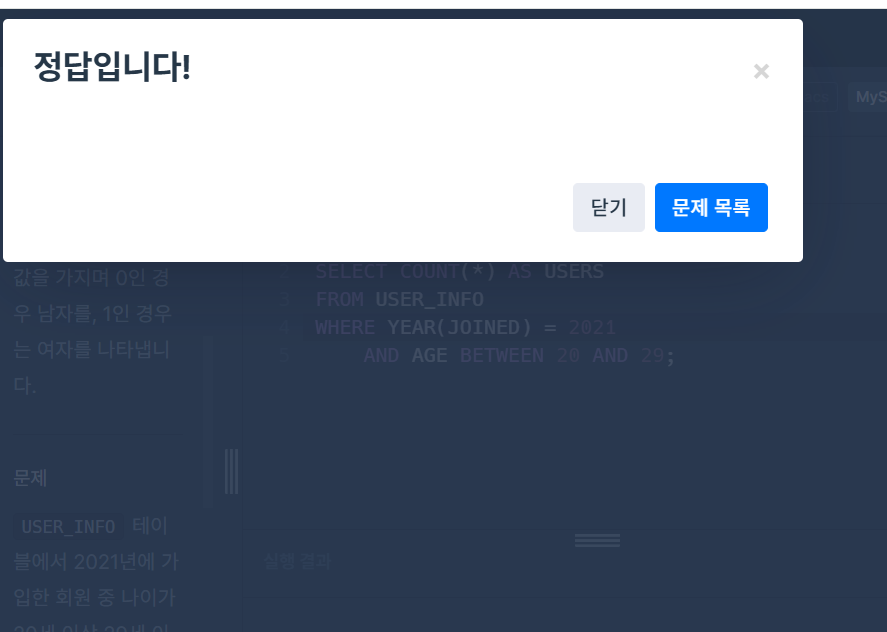 정답입니다!
×
MyS
닫기
문제 목록
값을 가지며 0인 경
우 남자를, 1인 경우
는 여자를 나타냅니
다.
문제
USER_INFO 테이
블에서 2021년에 가
입한 회원 중 나이가
2 SELECT COUNT(*) AS USERS
3 FROM USER_INFO
4 WHERE YEAR(JOINED) = 2021
5 AND AGE BETWEEN 20 AND 29;
실행 결과